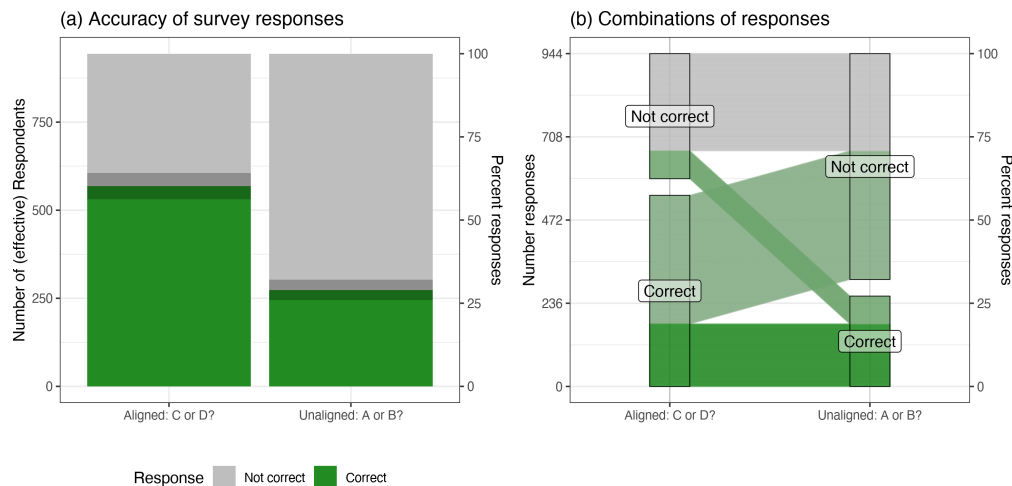 (a) Accuracy of survey responses
Number of (effective) Respondents
750
500
250
0
100
75
50
25
0
Percent responses
Aligned: C or D?
Unaligned: A or B?
Response
Not correct
Correct
(b) Combinations of responses
Number responses
944
708
472
236
0
Not correct
Correct
Not correct
Correct
100
75
50
25
0
Percent responses
Aligned: C or D?
Unaligned: A or B?